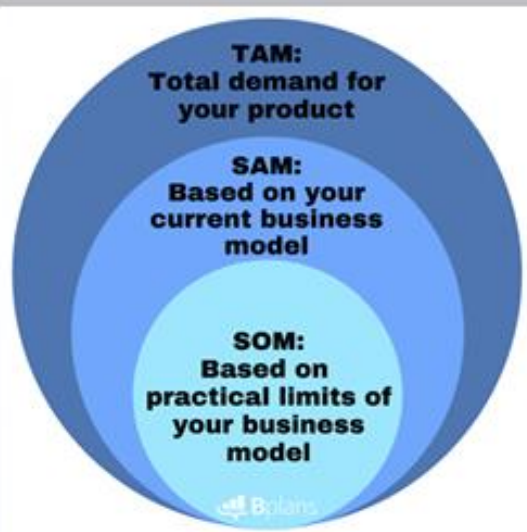 TAM:
Total demand for
your product
SAM:
Based on your
current business
model
SOM:
Based on
practical limits of
your business
model
Bplans